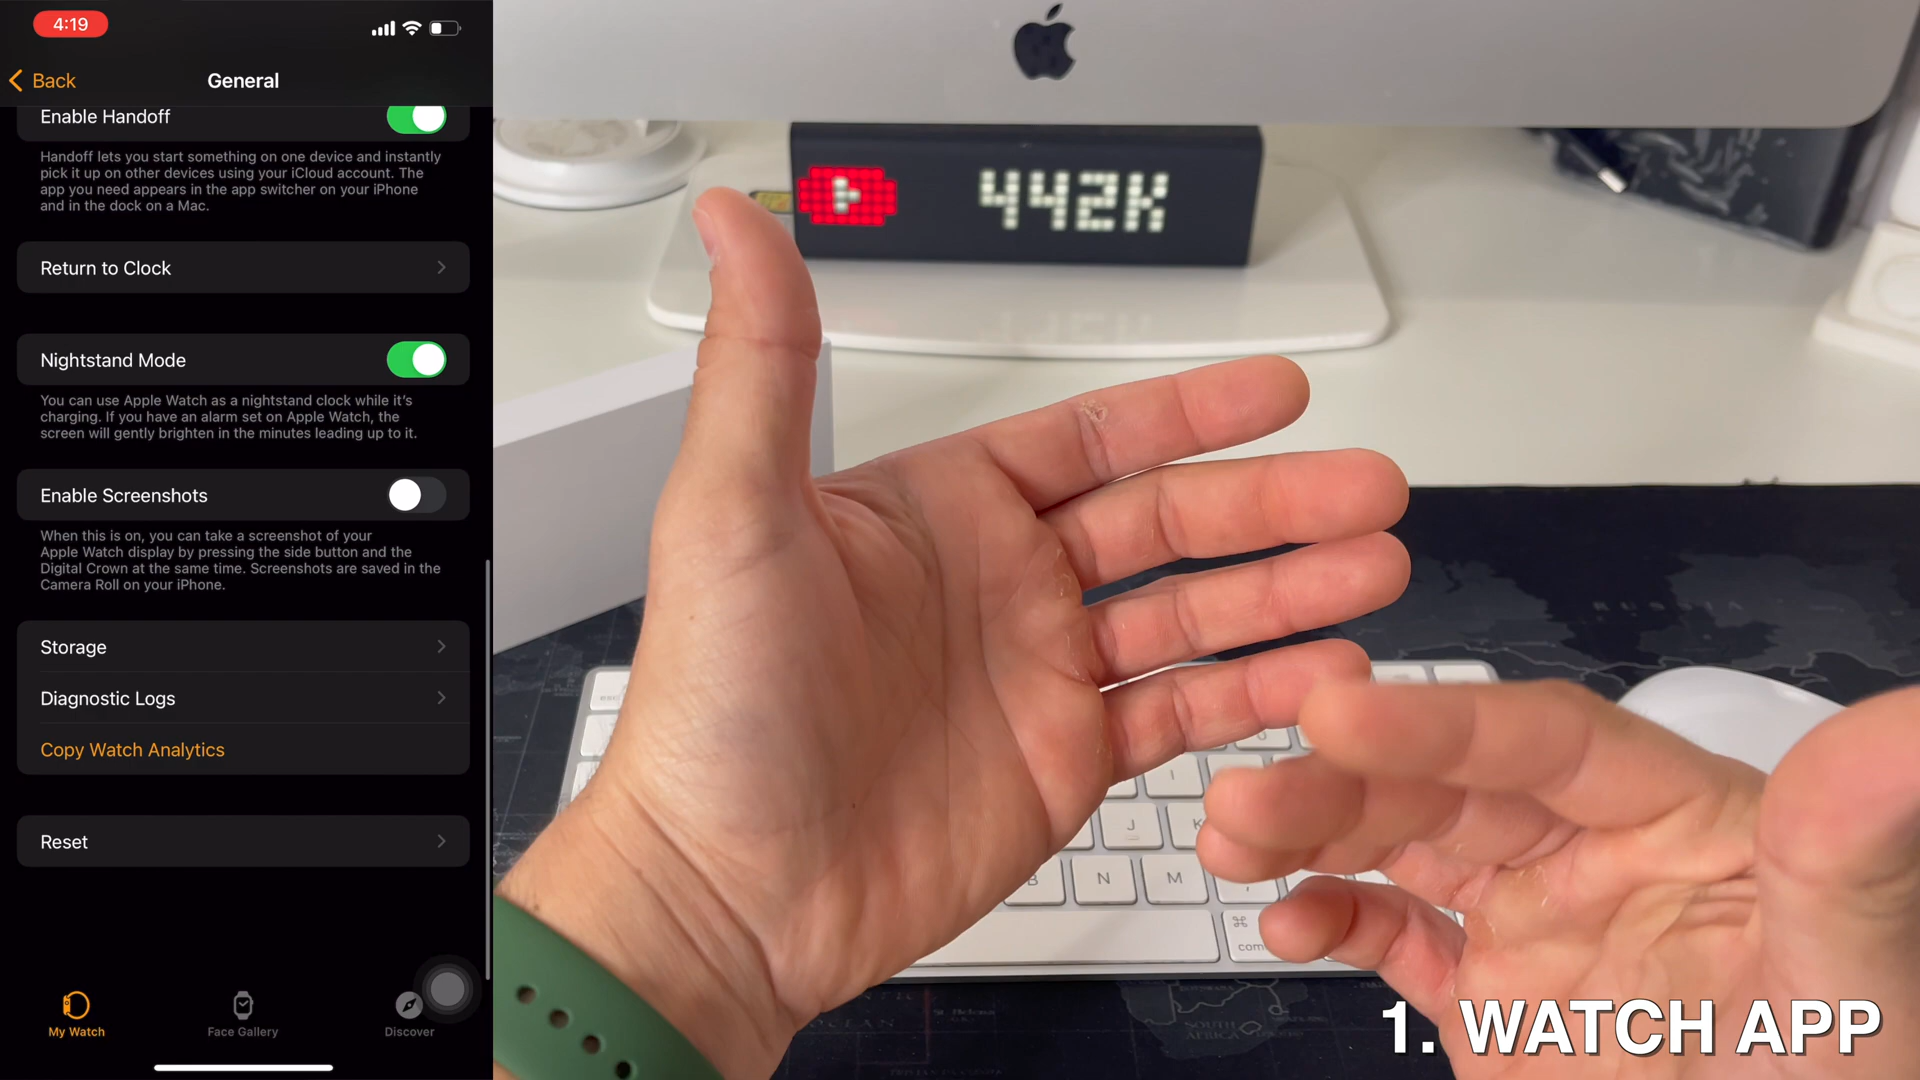 4:19
Back
General
Enable Handoff
Handoff lets you start something on one device and instantly
pick it up on other devices using your iCloud account. The
app you need appears in the app switcher on your iPhone
and in the dock on a Mac.
Return to Clock
Nightstand Mode
You can use Apple Watch as a nightstand clock while it's
charging. If you have an alarm set on Apple Watch, the
screen will gently brighten in the minutes leading up to it.
Enable Screenshots
When this is on, you can take a screenshot of your
Apple Watch display by pressing the side button and the
Digital Crown at the same time. Screenshots are saved in the
Camera Roll on your iPhone.
Storage
Diagnostic Logs
Copy Watch Analytics
Reset
My Watch
Face Gallery
Discover
442K
RUSSIA
esc
I
J
K
B
N
M
⌘
com
SOUTH
AFRICA
1. WATCH APP